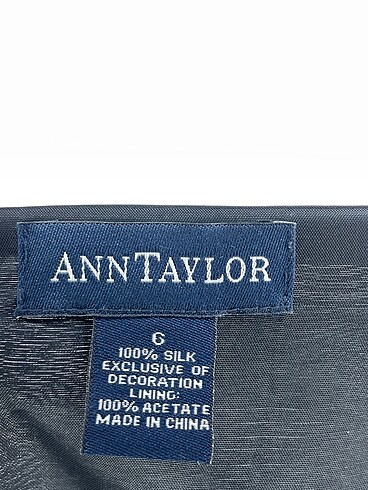 ANNTAYLOR
6
100% SILK
EXCLUSIVE OF
DECORATION
LINING:
100% ACETATE
MADE IN CHINA